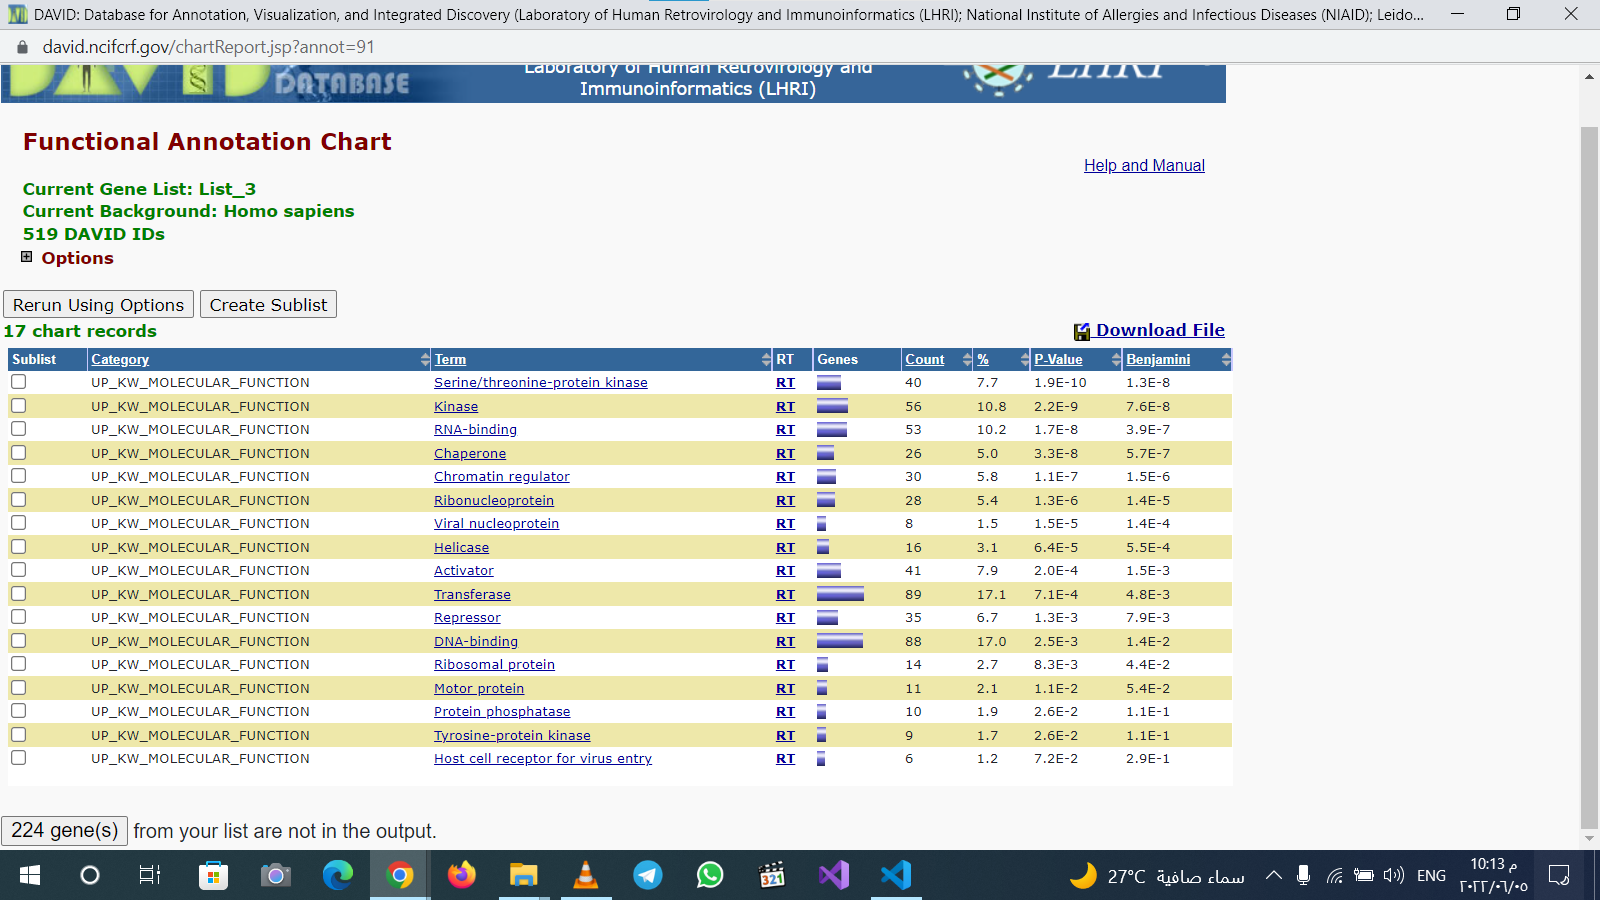 DAVID: Database for Annotation, Visualization, and Integrated Discovery (Laboratory of Human Retrovirology and Immunoinformatics (LHRI); National Institute of Allergies and Infectious Diseases (NIAID); Leido...
david.ncifcrf.gov/chartReport.jsp?annot=91
DAVID DATABASE Laboratory of Human Retrovirology and LHRI
Immunoinformatics (LHRI)
Functional Annotation Chart
Help and Manual
Current Gene List: List_3
Current Background: Homo sapiens
519 DAVID IDs
Options
Rerun Using Options Create Sublist
17 chart records Download File
Sublist Category Term RT Genes Count % P-Value Benjamini
UP_KW_MOLECULAR_FUNCTION Serine/threonine-protein kinase RT 40 7.7 1.9E-10 1.3E-8
UP_KW_MOLECULAR_FUNCTION Kinase RT 56 10.8 2.2E-9 7.6E-8
UP_KW_MOLECULAR_FUNCTION RNA-binding RT 53 10.2 1.7E-8 3.9E-7
UP_KW_MOLECULAR_FUNCTION Chaperone RT 26 5.0 3.3E-8 5.7E-7
UP_KW_MOLECULAR_FUNCTION Chromatin regulator RT 30 5.8 1.1E-7 1.5E-6
UP_KW_MOLECULAR_FUNCTION Ribonucleoprotein RT 28 5.4 1.3E-6 1.4E-5
UP_KW_MOLECULAR_FUNCTION Viral nucleoprotein RT 8 1.5 1.5E-5 1.4E-4
UP_KW_MOLECULAR_FUNCTION Helicase RT 16 3.1 6.4E-5 5.5E-4
UP_KW_MOLECULAR_FUNCTION Activator RT 41 7.9 2.0E-4 1.5E-3
UP_KW_MOLECULAR_FUNCTION Transferase RT 89 17.1 7.1E-4 4.8E-3
UP_KW_MOLECULAR_FUNCTION Repressor RT 35 6.7 1.3E-3 7.9E-3
UP_KW_MOLECULAR_FUNCTION DNA-binding RT 88 17.0 2.5E-3 1.4E-2
UP_KW_MOLECULAR_FUNCTION Ribosomal protein RT 14 2.7 8.3E-3 4.4E-2
UP_KW_MOLECULAR_FUNCTION Motor protein RT 11 2.1 1.1E-2 5.4E-2
UP_KW_MOLECULAR_FUNCTION Protein phosphatase RT 10 1.9 2.6E-2 1.1E-1
UP_KW_MOLECULAR_FUNCTION Tyrosine-protein kinase RT 9 1.7 2.6E-2 1.1E-1
UP_KW_MOLECULAR_FUNCTION Host cell receptor for virus entry RT 6 1.2 7.2E-2 2.9E-1
224 gene(s) from your list are not in the output.
321 27°C سماء صافية ENG 10:13 م
٢٠٢٢/٠٦/٠٥